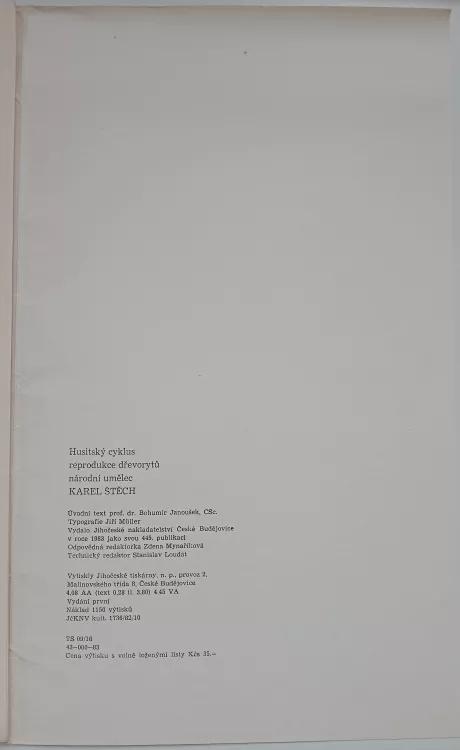 Husitský cyklus
reprodukce dřevorytů
národní umělec
KAREL ŠTĚCH
Úvodní text prof. dr. Bohumír Janoušek, CSc.
Typografie Jiří Müller
Vydalo Jihočeské nakladatelství České Budějovice
v roce 1983 jako svou 445. publikaci
Odpovědná redaktorka Zdena Mynaříková
Technický redaktor Stanislav Loudát
Vytiskly Jihočeské tiskárny, n. p., provoz 2,
Malinovského třída 8, České Budějovice
4,08 AA (text 0,28 il. 3,80) 4,45 VA
Vydání první
Náklad 1150 výtisků
JčKNV kult. 1736/82/10
TS 09/16
43—000—83
Cena výtisku s volně loženými listy Kčs 35,—